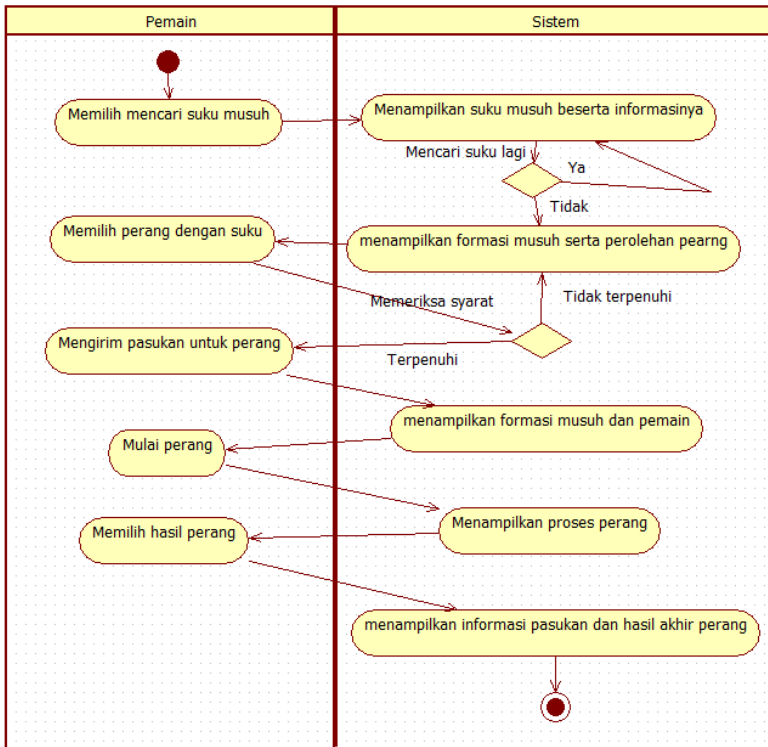 Pemain
Sistem
Memilih mencari suku musuh
Menampilkan suku musuh beserta informasinya
Mencari suku lagi
Ya
Tidak
Memilih perang dengan suku
menampilkan formasi musuh serta perolehan pearng
Memeriksa syarat
Tidak terpenuhi
Mengirim pasukan untuk perang
Terpenuhi
menampilkan formasi musuh dan pemain
Mulai perang
Menampilkan proses perang
Memilih hasil perang
menampilkan informasi pasukan dan hasil akhir perang